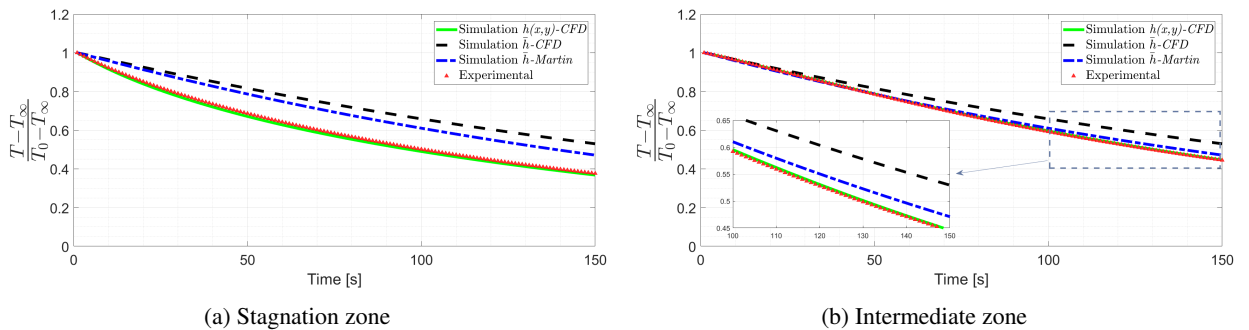 1.2
1
0.8
0.6
0.4
0.2
0
T − T∞
T0 − T∞
0
50
100
150
Time [s]
Simulation h(x,y)-CFD
Simulation h̄-CFD
Simulation h̄-Martin
Experimental
(a) Stagnation zone
1.2
1
0.8
0.6
0.4
0.2
0
T − T∞
T0 − T∞
0
50
100
150
Time [s]
Simulation h(x,y)-CFD
Simulation h̄-CFD
Simulation h̄-Martin
Experimental
0.65
0.6
0.55
0.5
0.45
100
110
120
130
140
150
(b) Intermediate zone